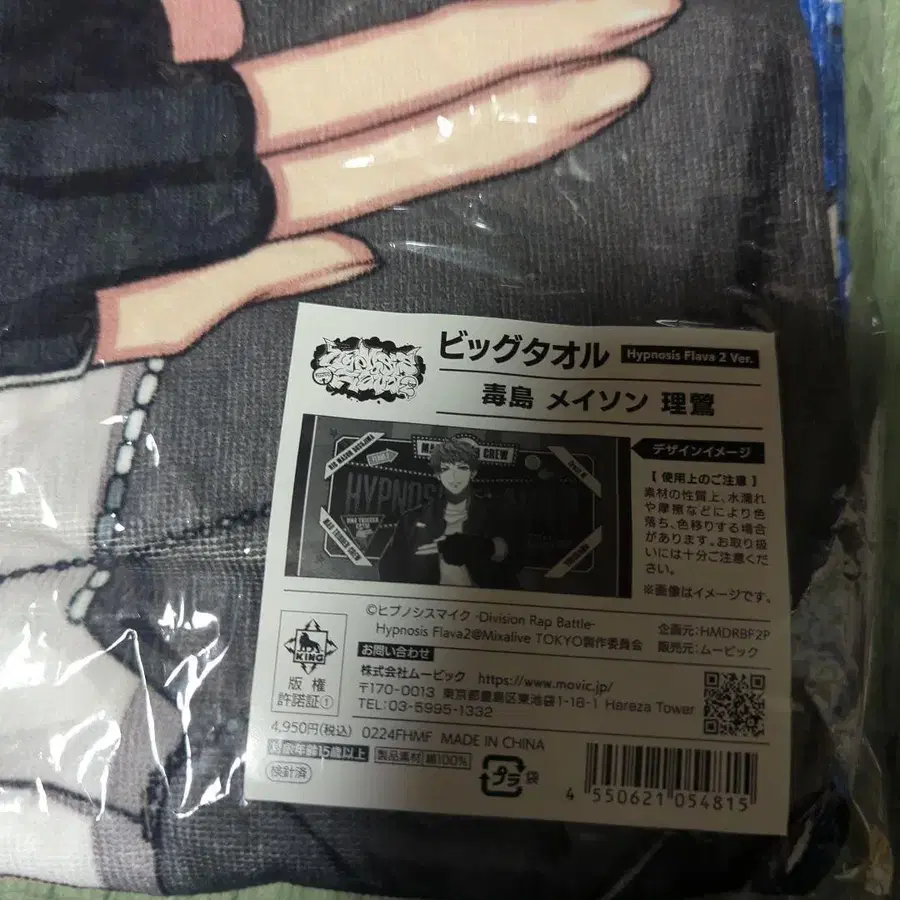 ビッグタオル Hypnosis Flava 2 Ver.
毒島 メイソン 理鶯
CREW
HYPNOSIS
デザインイメージ
【 使用上のご注意 】
素材の性質上、水濡れ
や摩擦などにより色
落ち、色移りする場合
があります。お取り扱
いには十分ご注意くだ
さい。
※画像はイメージです。
©ヒプノシスマイク -Division Rap Battle-
Hypnosis Flava2@Mixalive TOKYO製作委員会
企画元:HMDRBF2P
販売元:ムービック
KING
版 権
許諾証①
お問い合わせ
株式会社ムービック https://www.movic.jp/
〒170-0013 東京都豊島区東池袋1-18-1 Hareza Tower
TEL:03-5995-1332
4,950円(税込) 0224FHMF MADE IN CHINA
対象年齢15歳以上 製品素材 綿100%
検針済
プラ 袋
4 550621 054815